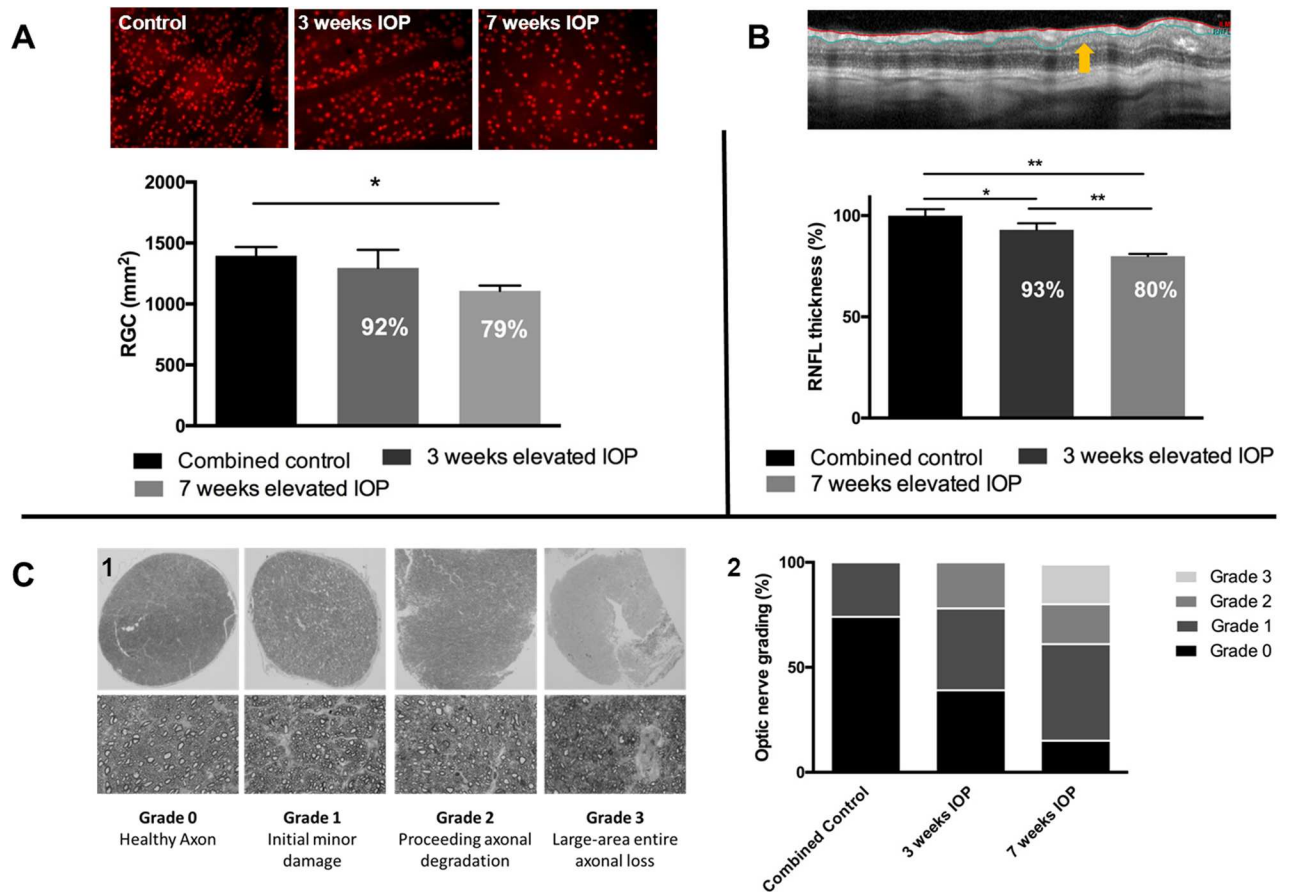 A
Control
3 weeks IOP
7 weeks IOP
*
2000
1500
1000
500
0
RGC (mm²)
92%
79%
Combined control
3 weeks elevated IOP
7 weeks elevated IOP
B
**
*
**
100
50
0
RNFL thickness (%)
93%
80%
Combined control
3 weeks elevated IOP
7 weeks elevated IOP
C
1
Grade 0
Healthy Axon
Grade 1
Initial minor
damage
Grade 2
Proceeding axonal
degradation
Grade 3
Large-area entire
axonal loss
2
100
50
0
Optic nerve grading (%)
Combined Control
3 weeks IOP
7 weeks IOP
Grade 3
Grade 2
Grade 1
Grade 0